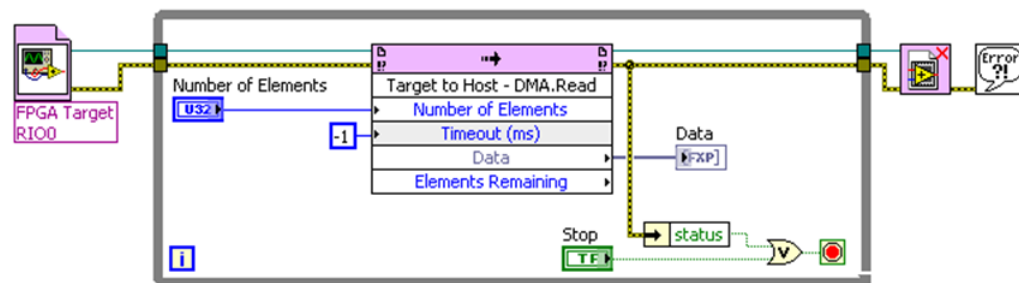 FPGA Target
RIO0
Number of Elements
U32
-1
Target to Host - DMA.Read
Number of Elements
Timeout (ms)
Data
Elements Remaining
Data
FXP
Stop
TF
status
V
i
Error
?!